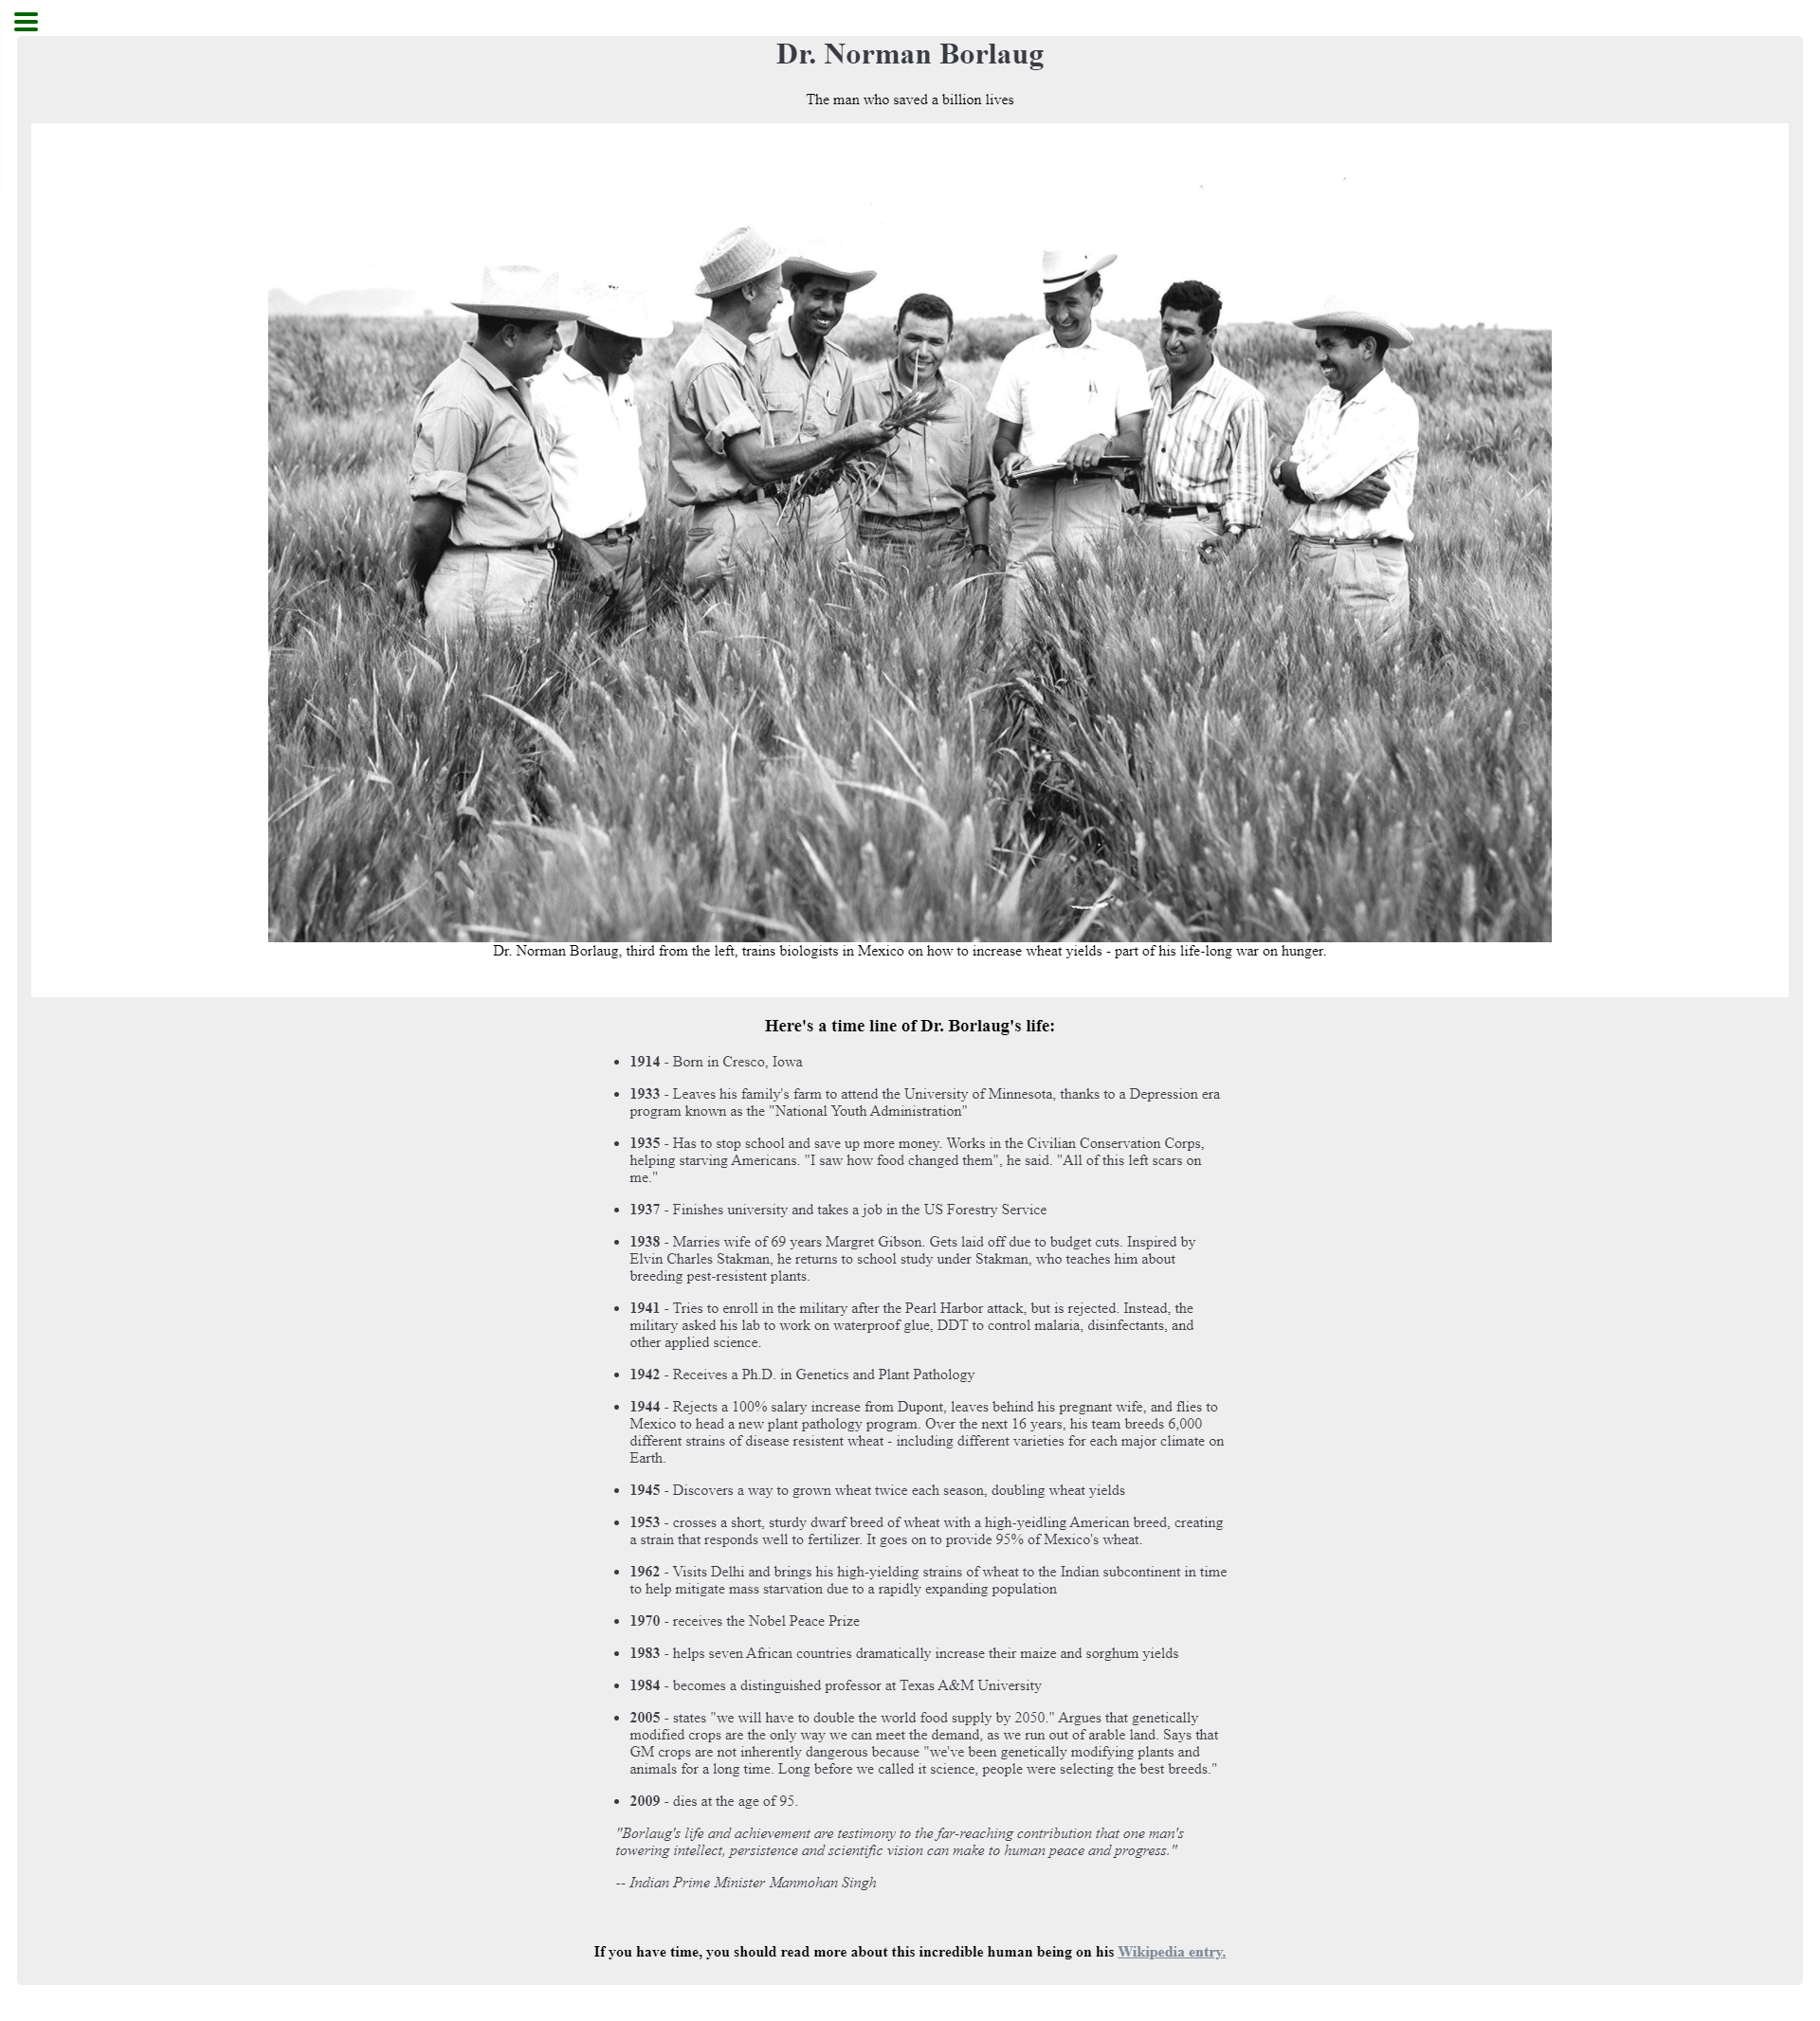 Dr. Norman Borlaug
The man who saved a billion lives
Dr. Norman Borlaug, third from the left, trains biologists in Mexico on how to increase wheat yields - part of his life-long war on hunger.
Here's a time line of Dr. Borlaug's life:
• 1914 - Born in Cresco, Iowa
• 1933 - Leaves his family's farm to attend the University of Minnesota, thanks to a Depression era
program known as the "National Youth Administration"
• 1935 - Has to stop school and save up more money. Works in the Civilian Conservation Corps,
helping starving Americans. "I saw how food changed them", he said. "All of this left scars on
me."
• 1937 - Finishes university and takes a job in the US Forestry Service
• 1938 - Marries wife of 69 years Margret Gibson. Gets laid off due to budget cuts. Inspired by
Elvin Charles Stakman, he returns to school study under Stakman, who teaches him about
breeding pest-resistent plants.
• 1941 - Tries to enroll in the military after the Pearl Harbor attack, but is rejected. Instead, the
military asked his lab to work on waterproof glue, DDT to control malaria, disinfectants, and
other applied science.
• 1942 - Receives a Ph.D. in Genetics and Plant Pathology
• 1944 - Rejects a 100% salary increase from Dupont, leaves behind his pregnant wife, and flies to
Mexico to head a new plant pathology program. Over the next 16 years, his team breeds 6,000
different strains of disease resistent wheat - including different varieties for each major climate on
Earth.
• 1945 - Discovers a way to grown wheat twice each season, doubling wheat yields
• 1953 - crosses a short, sturdy dwarf breed of wheat with a high-yeidling American breed, creating
a strain that responds well to fertilizer. It goes on to provide 95% of Mexico's wheat.
• 1962 - Visits Delhi and brings his high-yielding strains of wheat to the Indian subcontinent in time
to help mitigate mass starvation due to a rapidly expanding population
• 1970 - receives the Nobel Peace Prize
• 1983 - helps seven African countries dramatically increase their maize and sorghum yields
• 1984 - becomes a distinguished professor at Texas A&M University
• 2005 - states "we will have to double the world food supply by 2050." Argues that genetically
modified crops are the only way we can meet the demand, as we run out of arable land. Says that
GM crops are not inherently dangerous because "we've been genetically modifying plants and
animals for a long time. Long before we called it science, people were selecting the best breeds."
• 2009 - dies at the age of 95.
"Borlaug's life and achievement are testimony to the far-reaching contribution that one man's
towering intellect, persistence and scientific vision can make to human peace and progress."
-- Indian Prime Minister Manmohan Singh
If you have time, you should read more about this incredible human being on his Wikipedia entry.